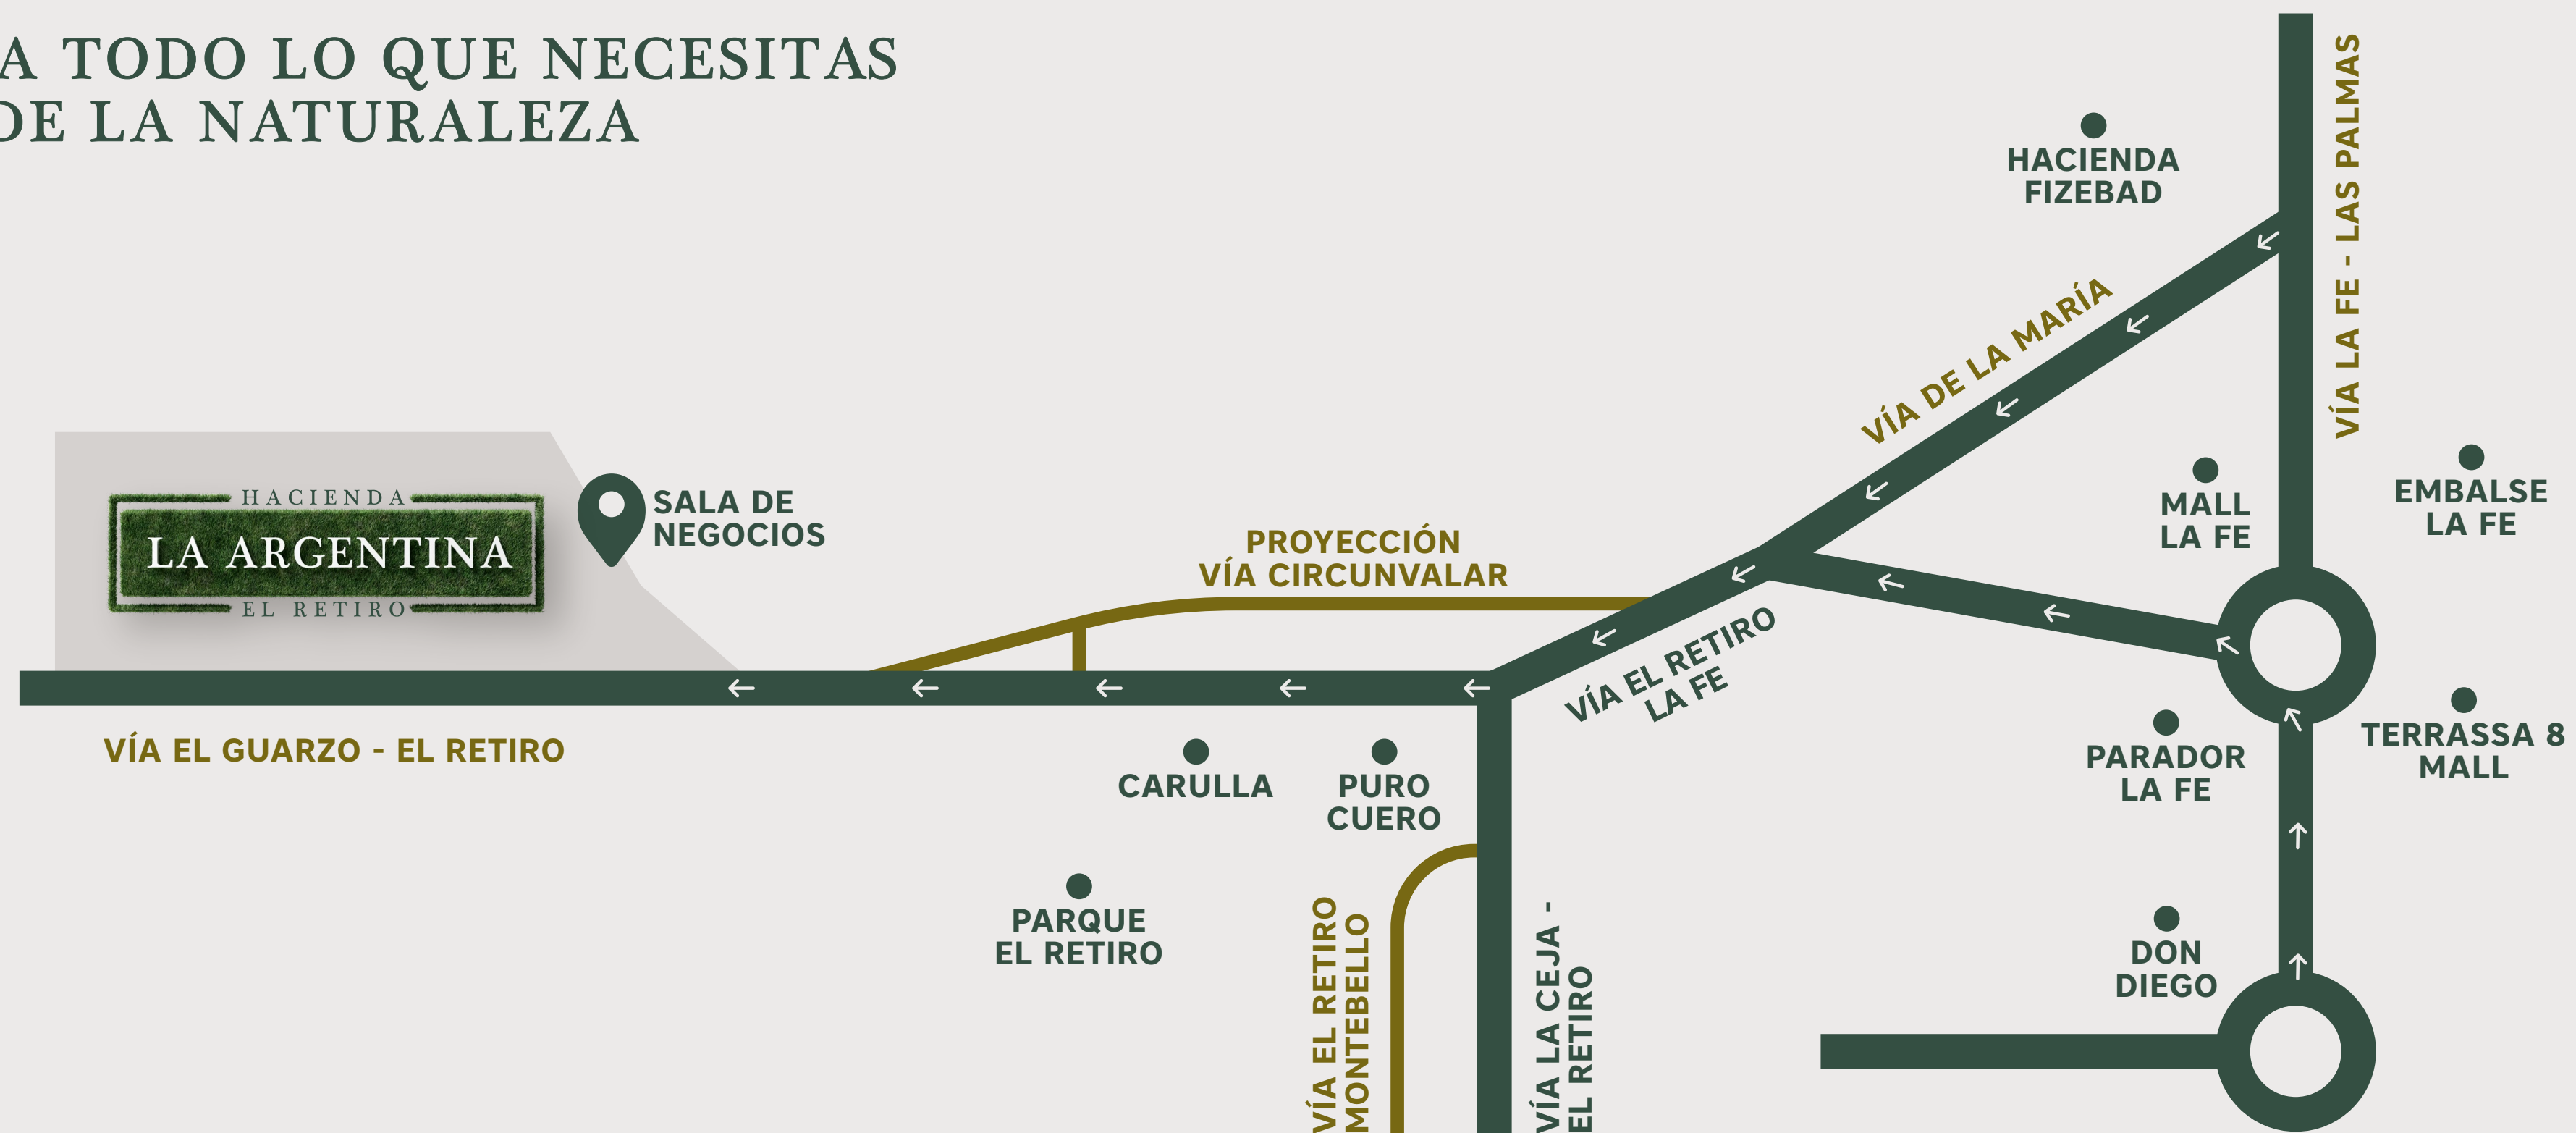 A TODO LO QUE NECESITAS
DE LA NATURALEZA
HACIENDA
FIZEBAD
VÍA LA FE - LAS PALMAS
VÍA DE LA MARÍA
MALL
LA FE
EMBALSE
LA FE
HACIENDA
LA ARGENTINA
EL RETIRO
SALA DE
NEGOCIOS
PROYECCIÓN
VÍA CIRCUNVALAR
VÍA EL RETIRO
LA FE
VÍA EL GUARZO - EL RETIRO
CARULLA
PURO
CUERO
PARADOR
LA FE
TERRASSA 8
MALL
PARQUE
EL RETIRO
VÍA EL RETIRO
MONTEBELLO
VÍA LA CEJA -
EL RETIRO
DON
DIEGO